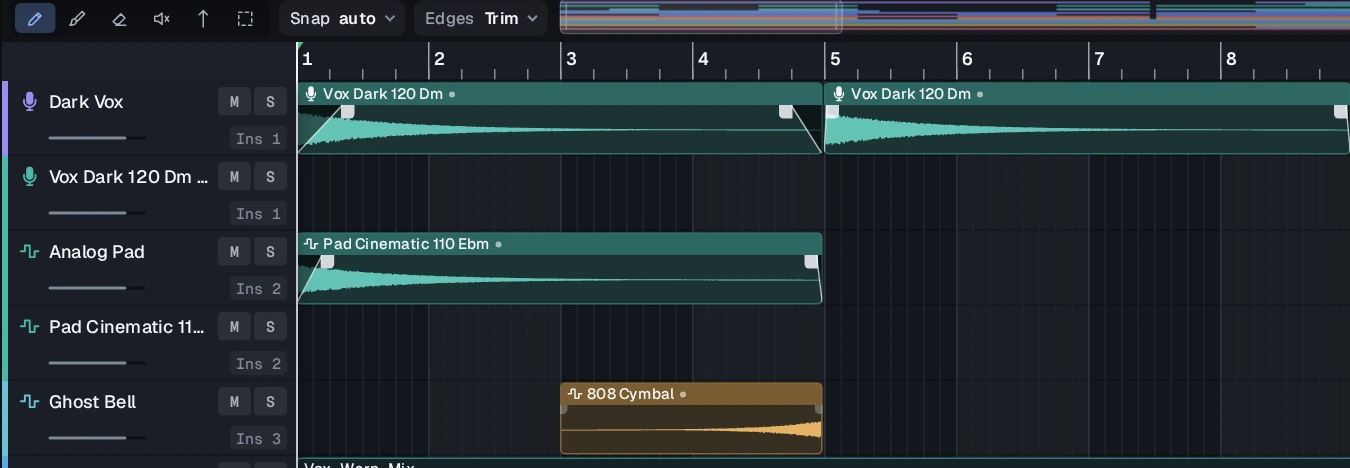 Snap auto Edges Trim
1 2 3 4 5 6 7 8
Dark Vox M S
Ins 1
Vox Dark 120 Dm
Vox Dark 120 Dm
Vox Dark 120 Dm ... M S
Ins 1
Analog Pad M S
Ins 2
Pad Cinematic 110 Ebm
Pad Cinematic 11... M S
Ins 2
Ghost Bell M S
Ins 3
808 Cymbal